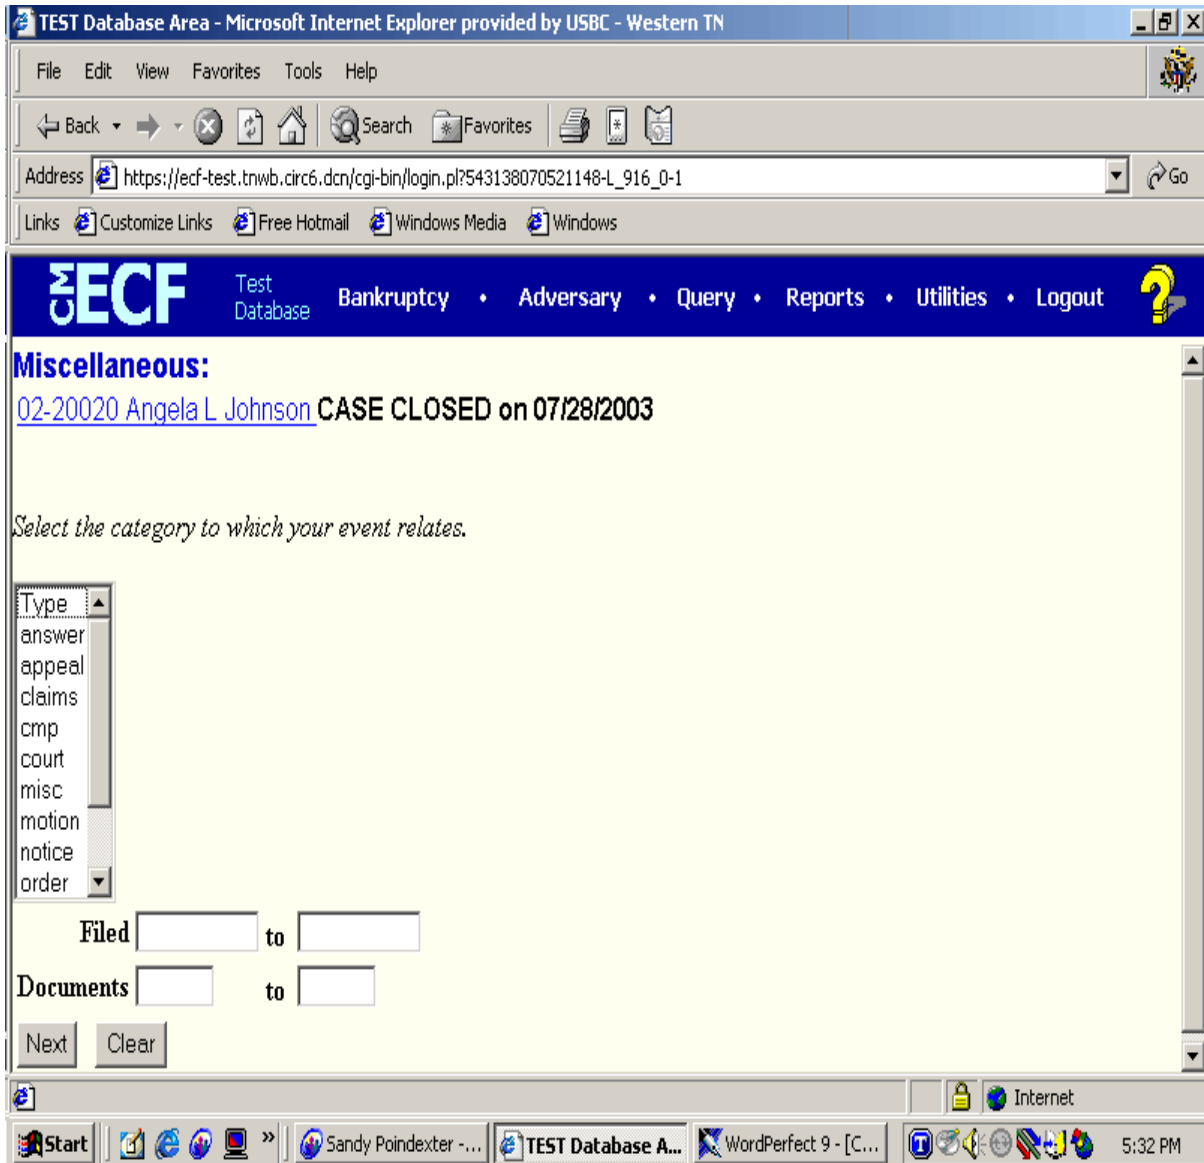 TEST Database Area - Microsoft Internet Explorer provided by USBC - Western TN
File Edit View Favorites Tools Help
Back Search Favorites
Address https://ecf-test.tnwb.circ6.dcn/cgi-bin/login.pl?543138070521148-L_916_0-1 Go
Links Customize Links Free Hotmail Windows Media Windows
CM ECF Test Database Bankruptcy • Adversary • Query • Reports • Utilities • Logout ?
Miscellaneous:
02-20020 Angela L Johnson CASE CLOSED on 07/28/2003
Select the category to which your event relates.
Type
answer
appeal
claims
cmp
court
misc
motion
notice
order
Filed to
Documents to
Next Clear
Internet
Start » Sandy Poindexter -... TEST Database A... WordPerfect 9 - [C... 5:32 PM